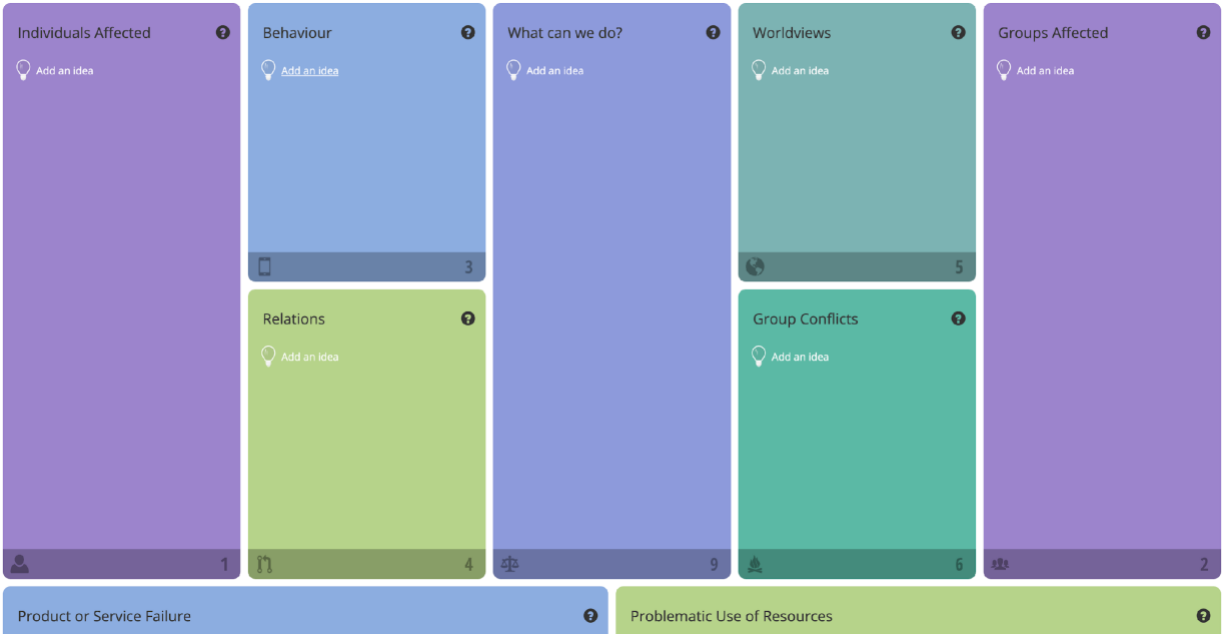 Individuals Affected
Add an idea
1
Behaviour
Add an idea
3
Relations
Add an idea
4
What can we do?
Add an idea
9
Worldviews
Add an idea
5
Group Conflicts
Add an idea
6
Groups Affected
Add an idea
2
Product or Service Failure
Problematic Use of Resources